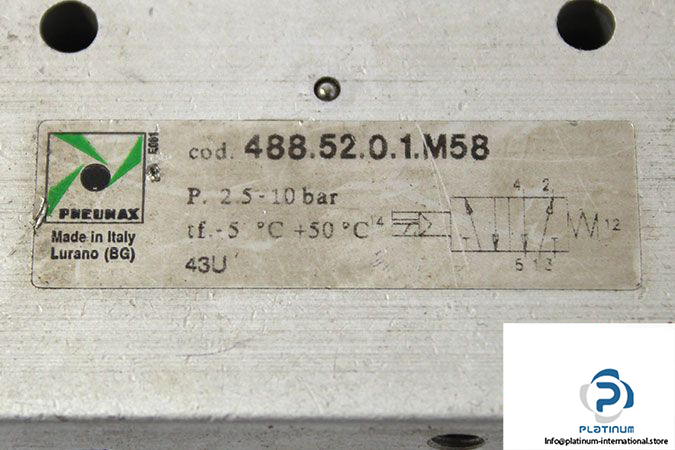 cod. 488.52.0.1.M58
P. 2.5-10 bar
tf.-5 °C +50 °C
43U
PNEUMAX
Made in Italy
Lurano (BG)
14
4 2
12
5 1 3
PLATINUM
Info@platinum-international.store